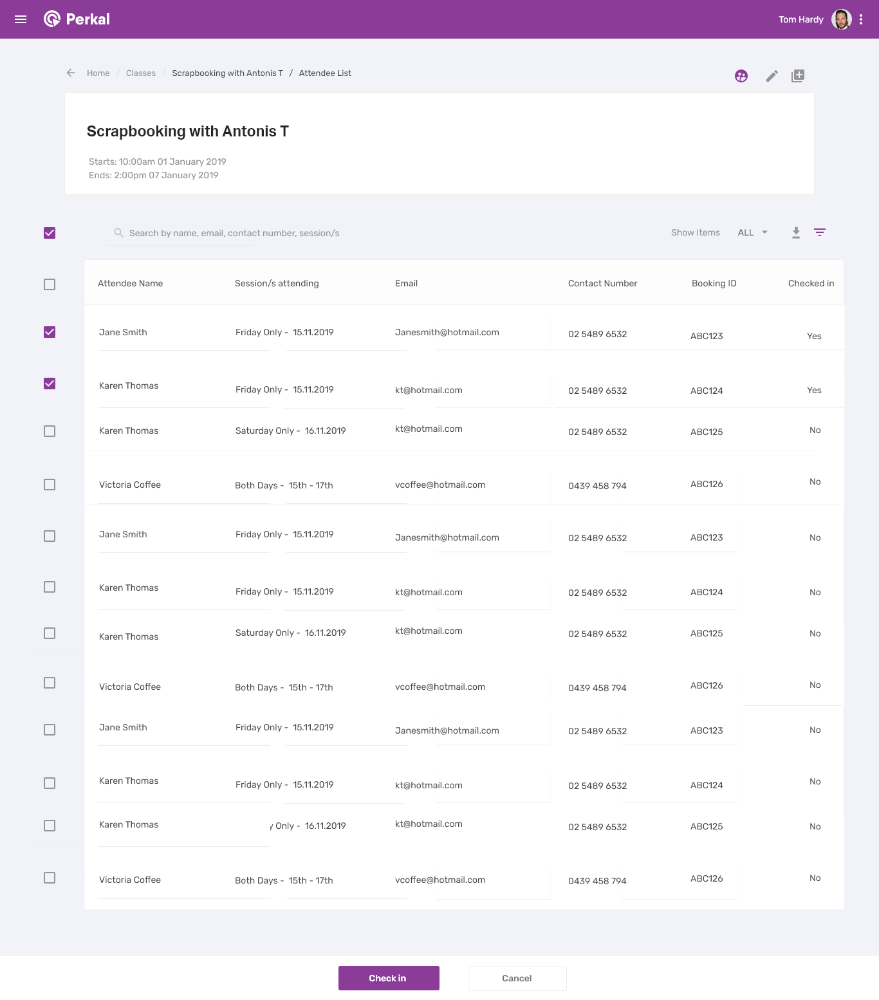 Perkal Tom Hardy
Home / Classes / Scrapbooking with Antonis T / Attendee List
Scrapbooking with Antonis T
Starts: 10:00am 01 January 2019
Ends: 2:00pm 07 January 2019
Search by name, email, contact number, session/s Show Items ALL
Attendee Name Session/s attending Email Contact Number Booking ID Checked in
Jane Smith Friday Only - 15.11.2019 Janesmith@hotmail.com 02 5489 6532 ABC123 Yes
Karen Thomas Friday Only - 15.11.2019 kt@hotmail.com 02 5489 6532 ABC124 Yes
Karen Thomas Saturday Only - 16.11.2019 kt@hotmail.com 02 5489 6532 ABC125 No
Victoria Coffee Both Days - 15th - 17th vcoffee@hotmail.com 0439 458 794 ABC126 No
Jane Smith Friday Only - 15.11.2019 Janesmith@hotmail.com 02 5489 6532 ABC123 No
Karen Thomas Friday Only - 15.11.2019 kt@hotmail.com 02 5489 6532 ABC124 No
Karen Thomas Saturday Only - 16.11.2019 kt@hotmail.com 02 5489 6532 ABC125 No
Victoria Coffee Both Days - 15th - 17th vcoffee@hotmail.com 0439 458 794 ABC126 No
Jane Smith Friday Only - 15.11.2019 Janesmith@hotmail.com 02 5489 6532 ABC123 No
Karen Thomas Friday Only - 15.11.2019 kt@hotmail.com 02 5489 6532 ABC124 No
Karen Thomas y Only - 16.11.2019 kt@hotmail.com 02 5489 6532 ABC125 No
Victoria Coffee Both Days - 15th - 17th vcoffee@hotmail.com 0439 458 794 ABC126 No
Check in Cancel